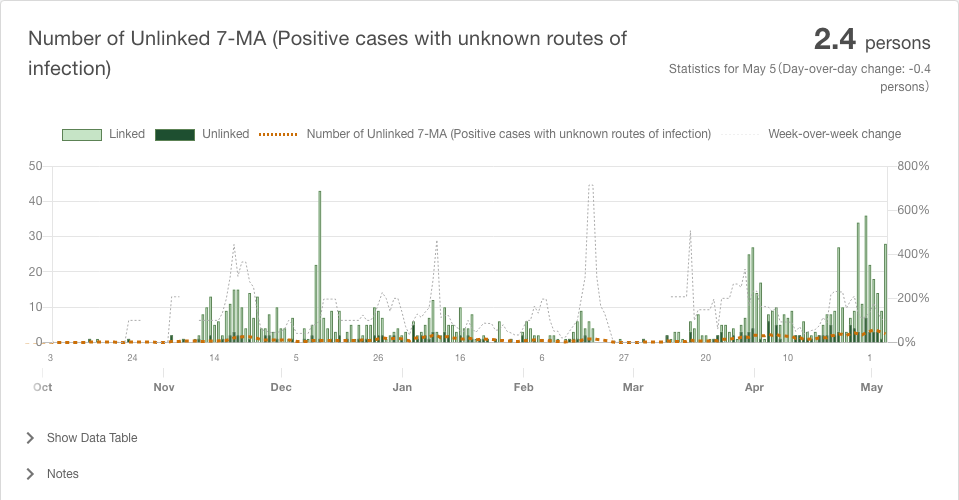 Number of Unlinked 7-MA (Positive cases with unknown routes of
infection)
2.4 persons
Statistics for May 5(Day-over-day change: -0.4
persons)
Linked Unlinked Number of Unlinked 7-MA (Positive cases with unknown routes of infection) Week-over-week change
50 800%
40 600%
30 400%
20 200%
10 0%
0
3 24 14 5 26 16 6 27 20 10 1
Oct Nov Dec Jan Feb Mar Apr May
Show Data Table
Notes